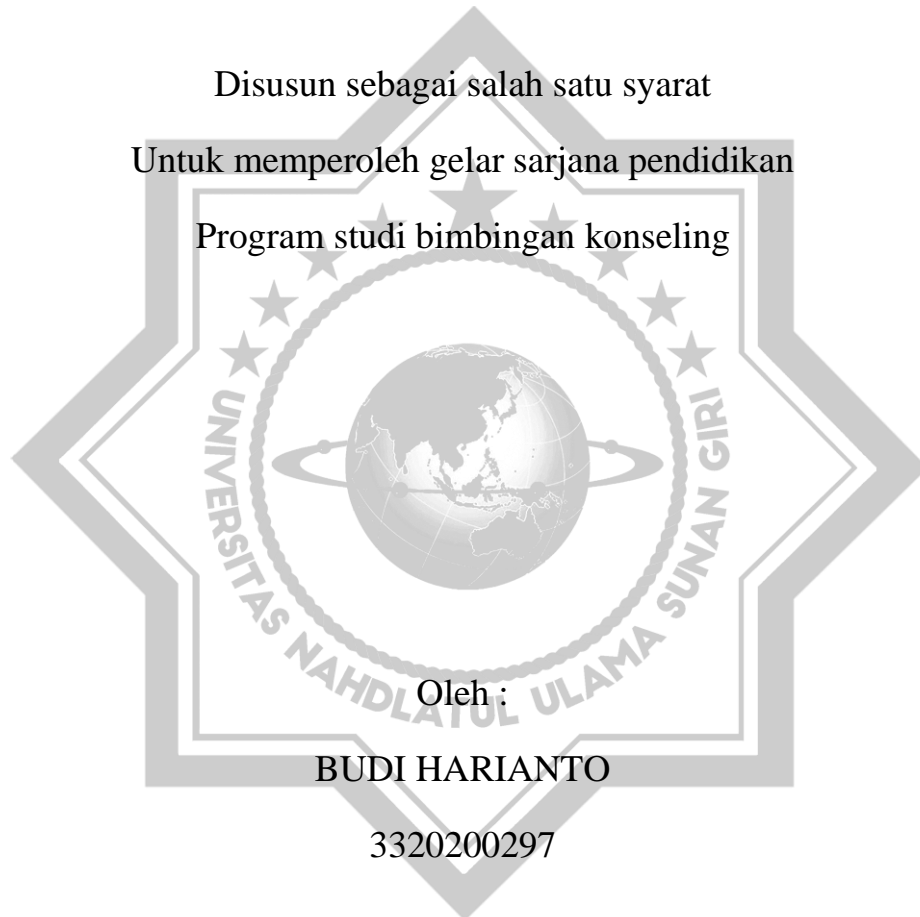 Disusun sebagai salah satu syarat
Untuk memperoleh gelar sarjana pendidikan
Program studi bimbingan konseling
UNIVERSITAS NAHDLATUL ULAMA SUNAN GIRI
Oleh :
BUDI HARIANTO
3320200297